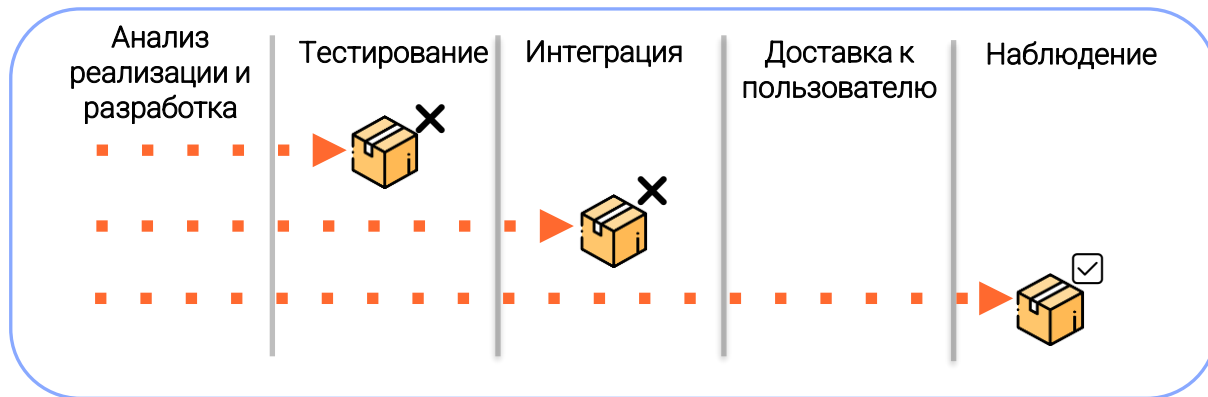 Анализ
реализации и
разработка
Тестирование
Интеграция
Доставка к
пользователю
Наблюдение